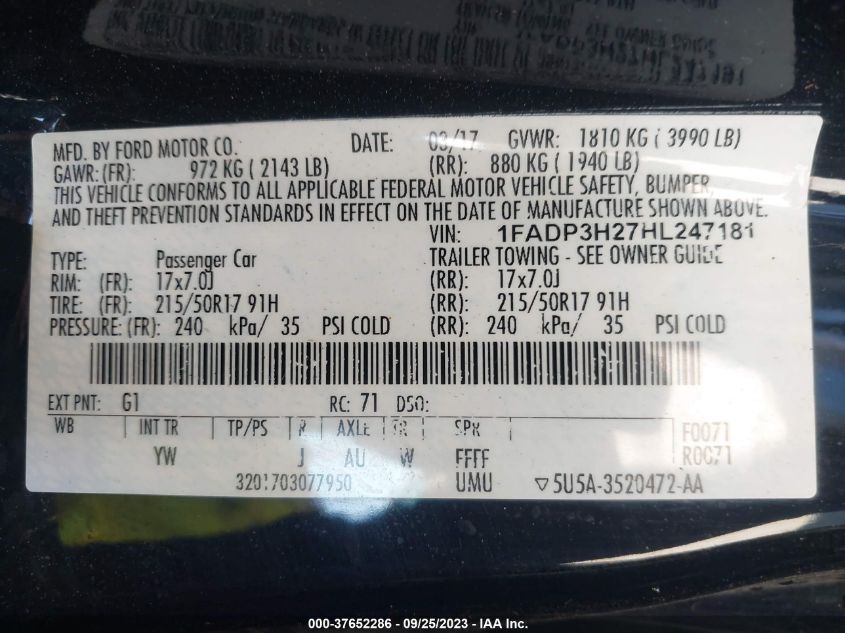 1FADP3H27HL247181
MFD. BY FORD MOTOR CO. DATE: 03/17 GVWR: 1810 KG ( 3990 LB)
GAWR: (FR): 972 KG ( 2143 LB) (RR): 880 KG ( 1940 LB)
THIS VEHICLE CONFORMS TO ALL APPLICABLE FEDERAL MOTOR VEHICLE SAFETY, BUMPER,
AND THEFT PREVENTION STANDARDS IN EFFECT ON THE DATE OF MANUFACTURE SHOWN ABOVE.
VIN: 1FADP3H27HL247181
TYPE: Passenger Car TRAILER TOWING - SEE OWNER GUIDE
RIM: (FR): 17x7.0J (RR): 17x7.0J
TIRE: (FR): 215/50R17 91H (RR): 215/50R17 91H
PRESSURE: (FR): 240 kPa/ 35 PSI COLD (RR): 240 kPa/ 35 PSI COLD
EXT PNT: G1 RC: 71 DSO:
WB INT TR TP/PS R AXLE TR SPR F0071
YW J AU W FFFF R0071
3201703077950 UMU ▽5U5A-3520472-AA
000-37652286 - 09/25/2023 - IAA Inc.